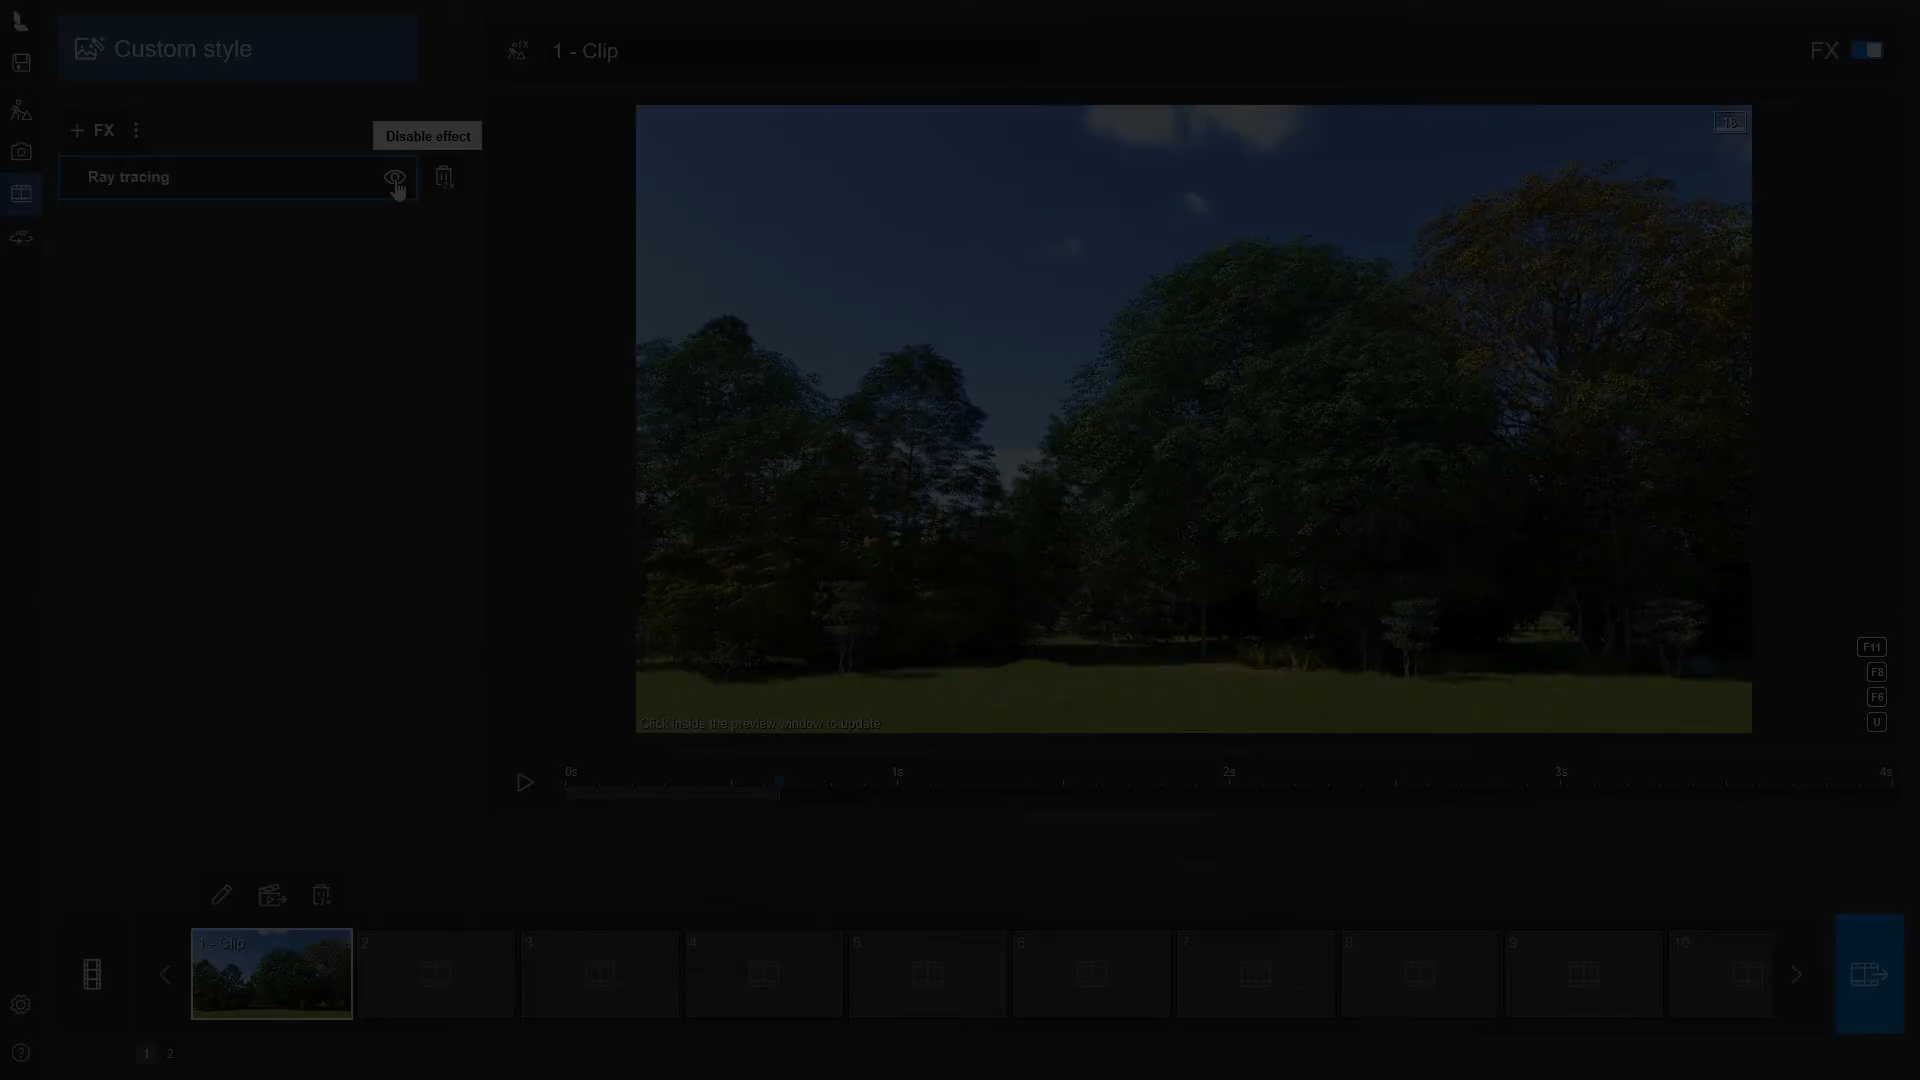 Custom style
1 - Clip
FX
+ FX
Disable effect
Ray tracing
18
F11
F8
F6
U
Click inside the preview window to update.
0s
1s
2s
3s
4s
1 - Clip
2
3
4
5
6
7
8
9
10
1
2